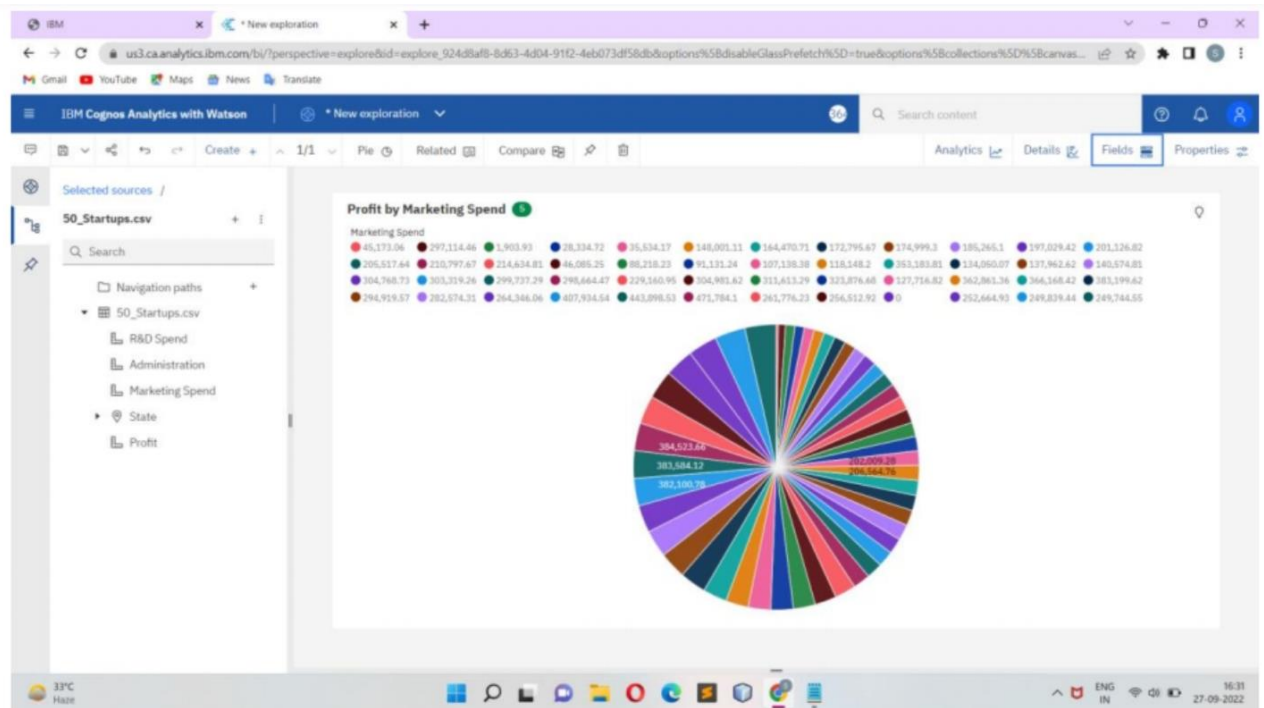 IBM
* New exploration
us3.ca.analytics.ibm.com/bi/?perspective=explore&id=explore_924d8af8-8d63-4d04-91f2-4eb073df58db&options%5BdisableGlassPrefetch%5D=true&options%5Bcollections%5D%5Bcanvas...
S
Gmail YouTube Maps News Translate
IBM Cognos Analytics with Watson * New exploration Search content
Create + 1/1 Pie Related Compare Analytics Details Fields Properties
Selected sources /
50_Startups.csv
Search
Navigation paths
50_Startups.csv
R&D Spend
Administration
Marketing Spend
State
Profit
Profit by Marketing Spend 5
Marketing Spend
45,173.06 297,114.46 1,903.93 28,334.72 35,534.17 148,001.11 164,470.71 172,795.67 174,999.3 185,265.1 197,029.42 201,126.82
205,517.64 210,797.67 214,634.81 46,085.25 88,218.23 91,131.24 107,138.38 118,148.2 353,183.81 134,050.07 137,962.62 140,574.81
304,768.73 303,319.26 299,737.29 298,664.47 229,160.95 304,981.62 311,613.29 323,876.68 127,716.82 362,861.36 366,168.42 383,199.62
294,919.57 282,574.31 264,346.06 407,934.54 443,898.53 471,784.1 261,776.23 256,512.92 0 252,664.93 249,839.44 249,744.55
384,523.66
383,584.12
382,100.78
202,009.28
206,564.76
33°C
Haze
ENG
IN
16:31
27-09-2022